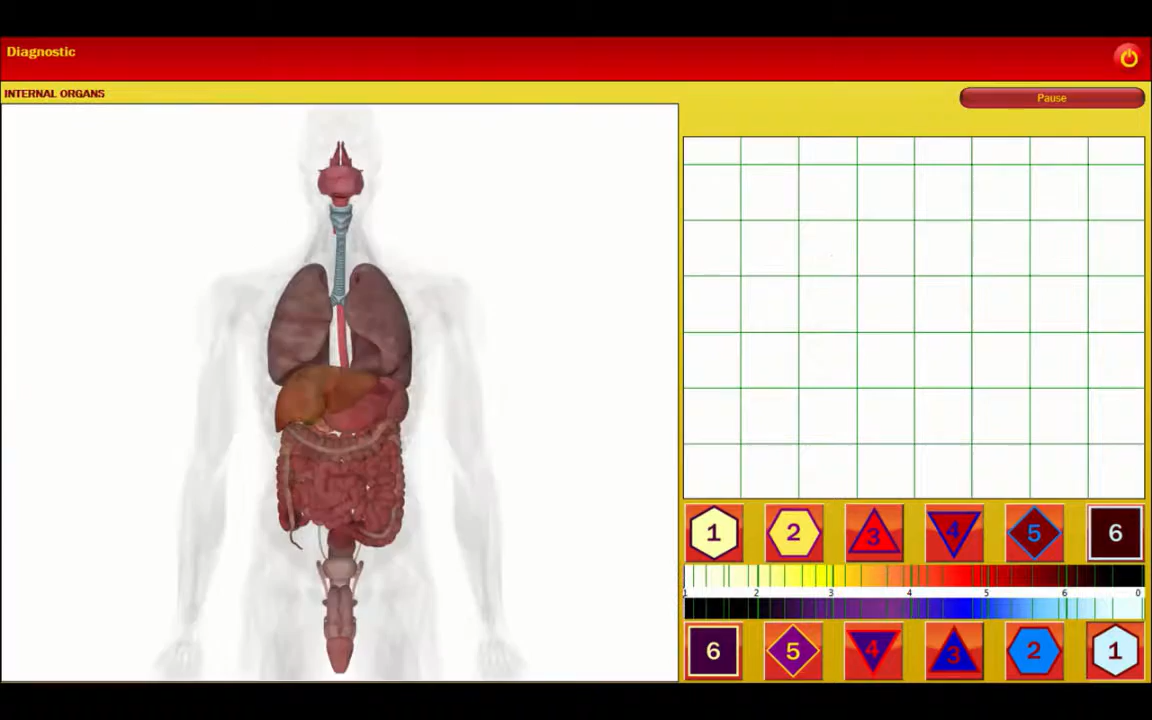 Diagnostic
INTERNAL ORGANS
Pause
1 2 3 4 5 6
1 2 3 4 5 6 0
6 5 4 3 2 1